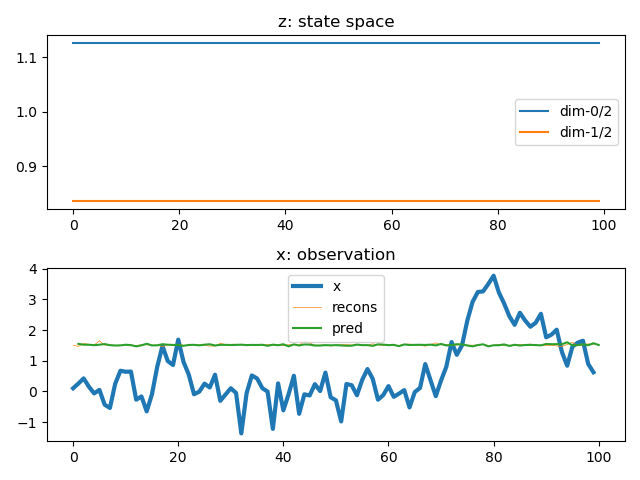 z: state space
1.1
1.0
0.9
dim-0/2
dim-1/2
0 20 40 60 80 100
x: observation
4
3
2
1
0
−1
x
recons
pred
0 20 40 60 80 100